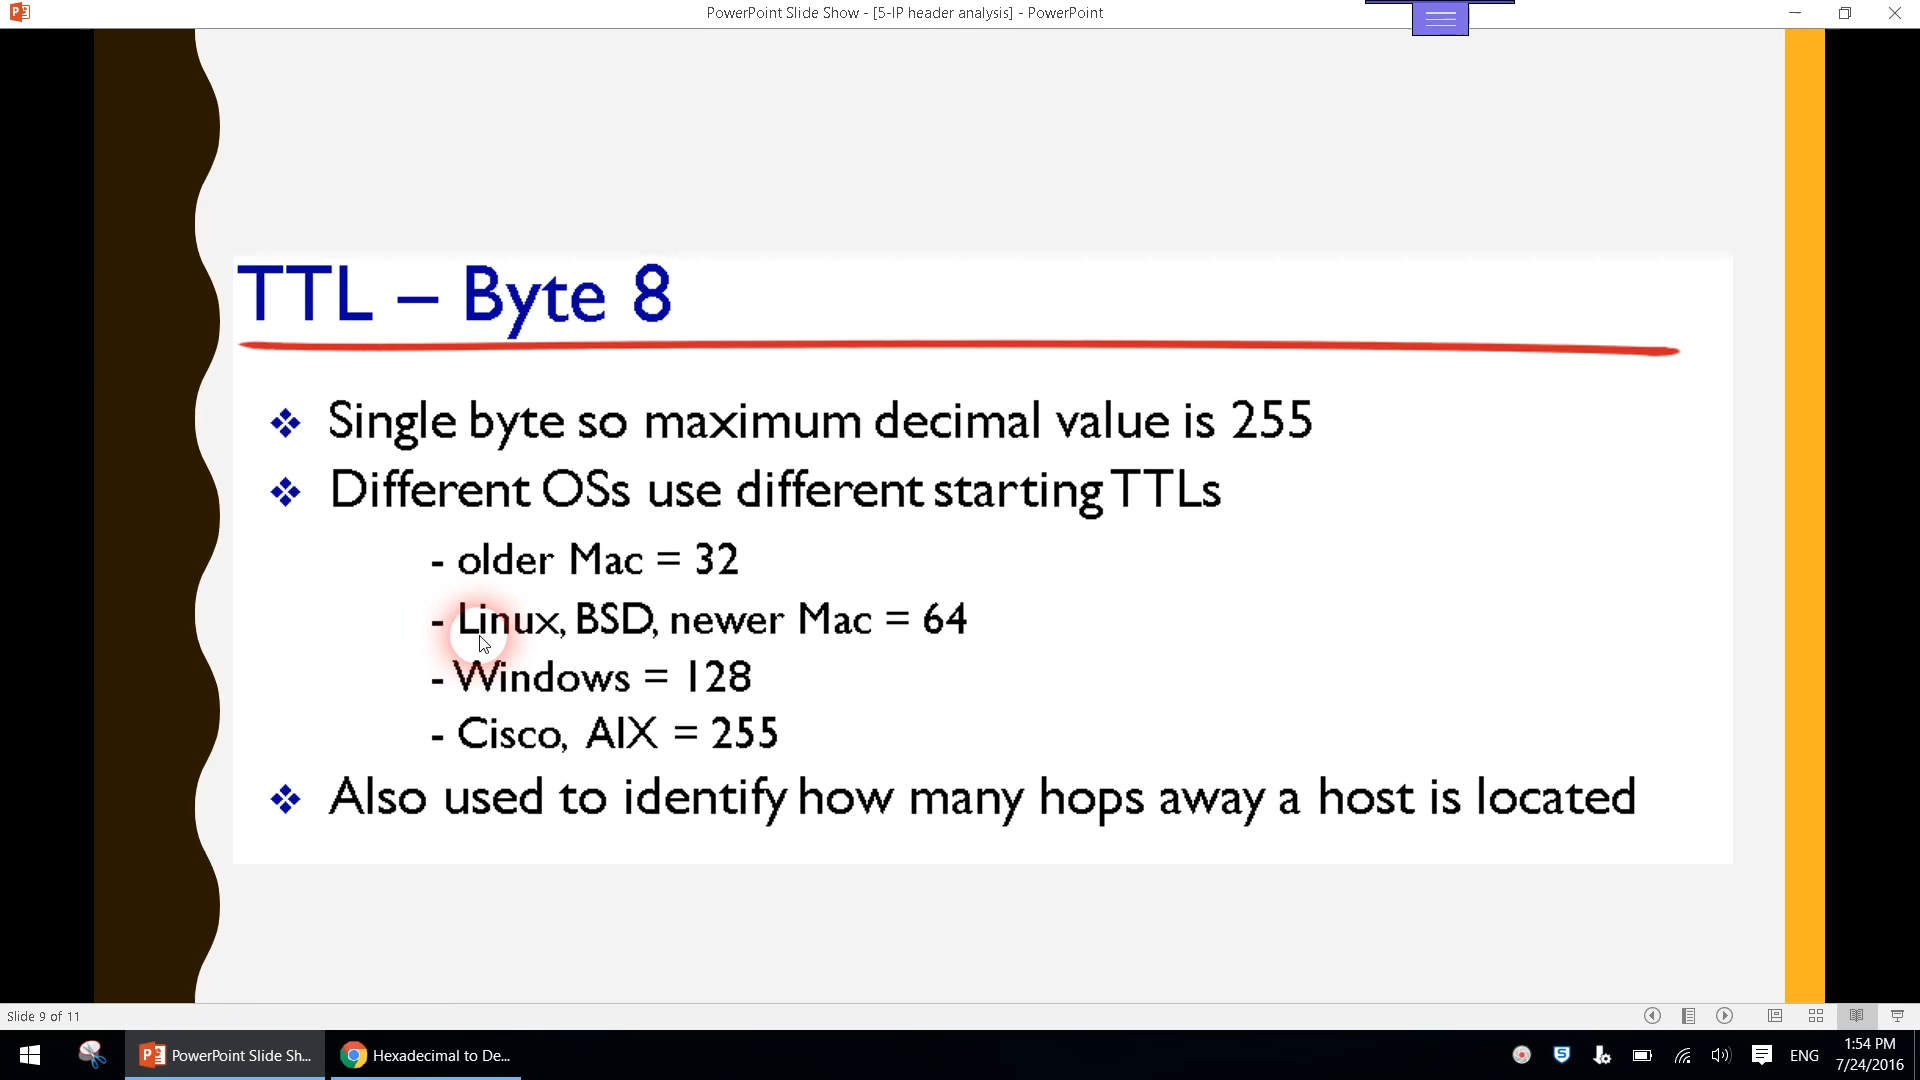 PowerPoint Slide Show - [5-IP header analysis] - PowerPoint
TTL – Byte 8
❖ Single byte so maximum decimal value is 255
❖ Different OSs use different starting TTLs
- older Mac = 32
- Linux, BSD, newer Mac = 64
- Windows = 128
- Cisco, AIX = 255
❖ Also used to identify how many hops away a host is located
Slide 9 of 11
PowerPoint Slide Sh...
Hexadecimal to De...
ENG
1:54 PM
7/24/2016